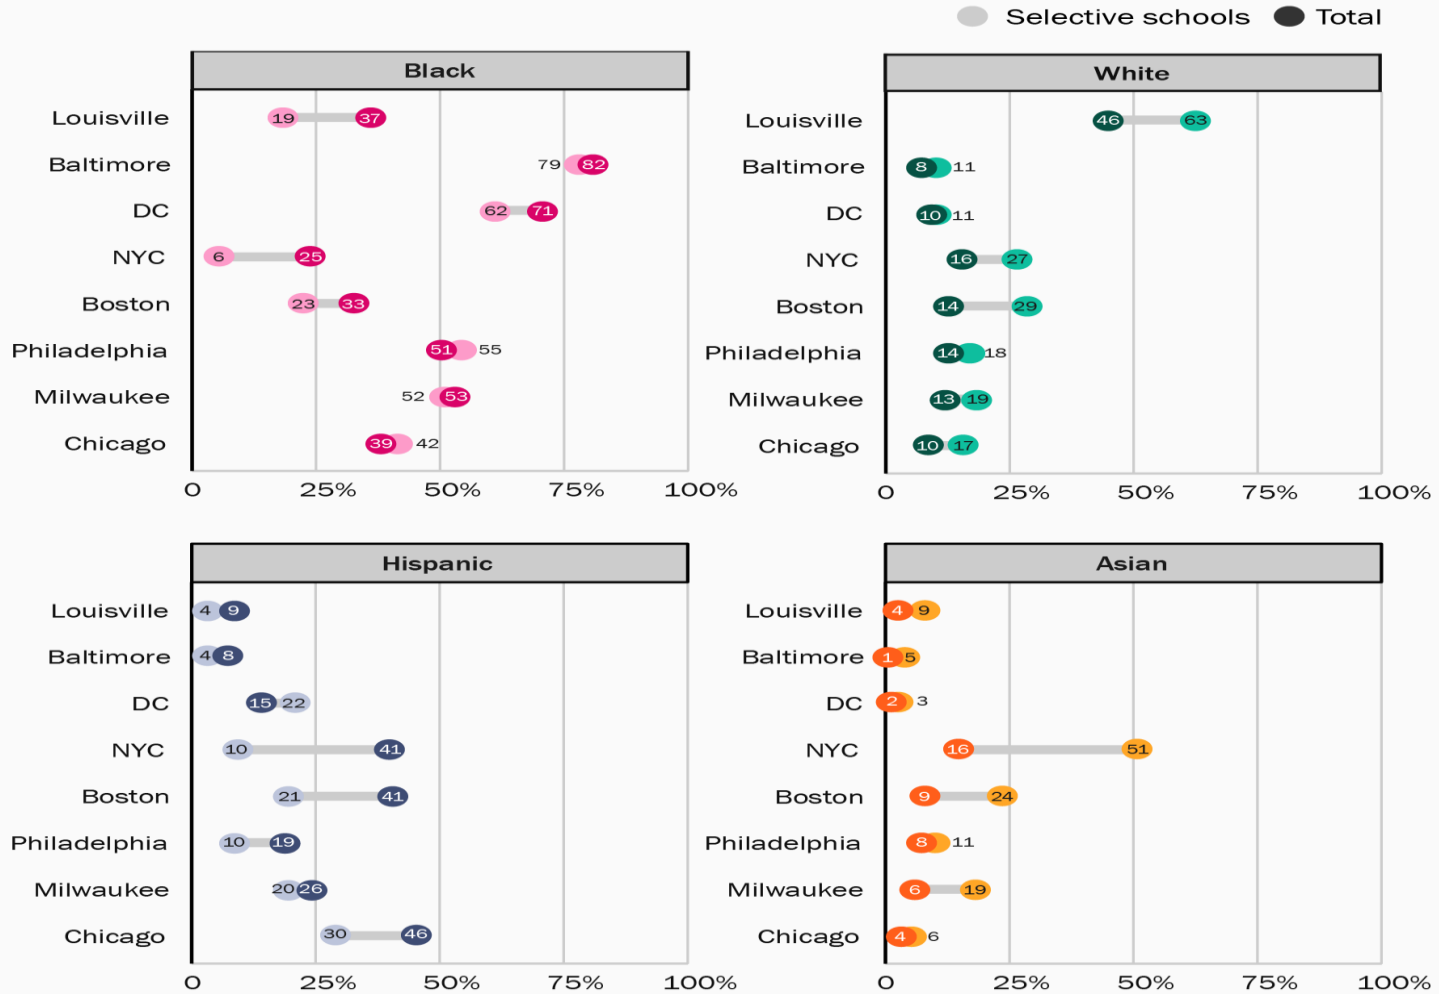 Selective schools Total
Black
Louisville 19 37
Baltimore 79 82
DC 62 71
NYC 6 25
Boston 23 33
Philadelphia 51 55
Milwaukee 52 53
Chicago 39 42
0 25% 50% 75% 100%
White
Louisville 46 63
Baltimore 8 11
DC 10 11
NYC 16 27
Boston 14 29
Philadelphia 14 18
Milwaukee 13 19
Chicago 10 17
0 25% 50% 75% 100%
Hispanic
Louisville 4 9
Baltimore 4 8
DC 15 22
NYC 10 41
Boston 21 41
Philadelphia 10 19
Milwaukee 20 26
Chicago 30 46
0 25% 50% 75% 100%
Asian
Louisville 4 9
Baltimore 1 5
DC 2 3
NYC 16 51
Boston 9 24
Philadelphia 8 11
Milwaukee 6 19
Chicago 4 6
0 25% 50% 75% 100%